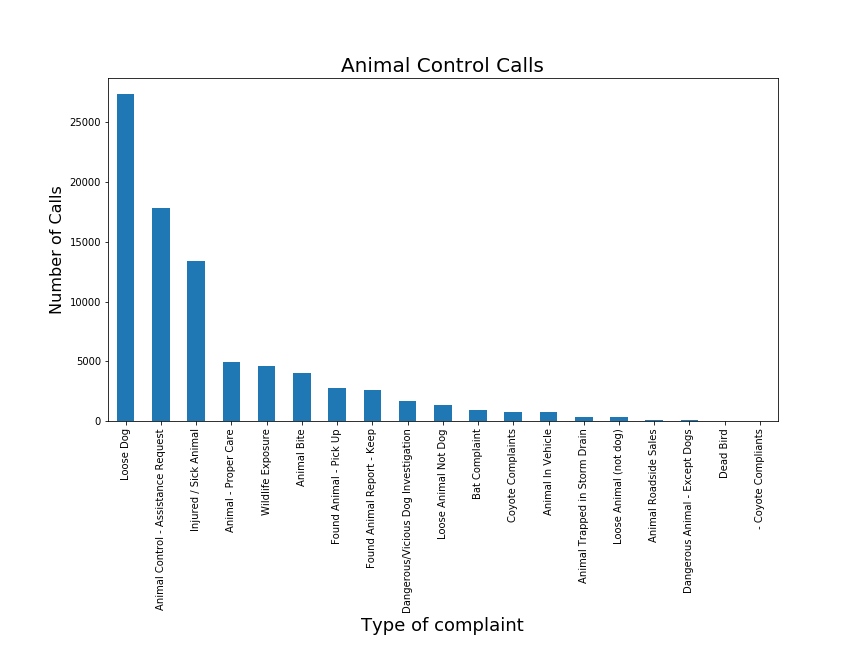 Animal Control Calls
Number of Calls
25000
20000
15000
10000
5000
0
Loose Dog
Animal Control - Assistance Request
Injured / Sick Animal
Animal - Proper Care
Wildlife Exposure
Animal Bite
Found Animal - Pick Up
Found Animal Report - Keep
Dangerous/Vicious Dog Investigation
Loose Animal Not Dog
Bat Complaint
Coyote Complaints
Animal In Vehicle
Animal Trapped in Storm Drain
Loose Animal (not dog)
Animal Roadside Sales
Dangerous Animal - Except Dogs
Dead Bird
- Coyote Compliants
Type of complaint